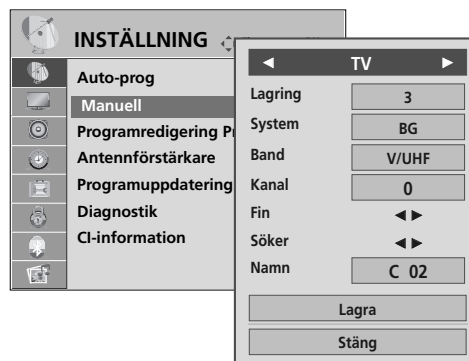 INSTÄLLNING
Auto-prog
Manuell
Programredigering
Antennförstärkare
Programuppdatering
Diagnostik
CI-information
◄ TV ►
Lagring 3
System BG
Band V/UHF
Kanal 0
Fin ◄ ►
Söker ◄ ►
Namn C 02
Lagra
Stäng